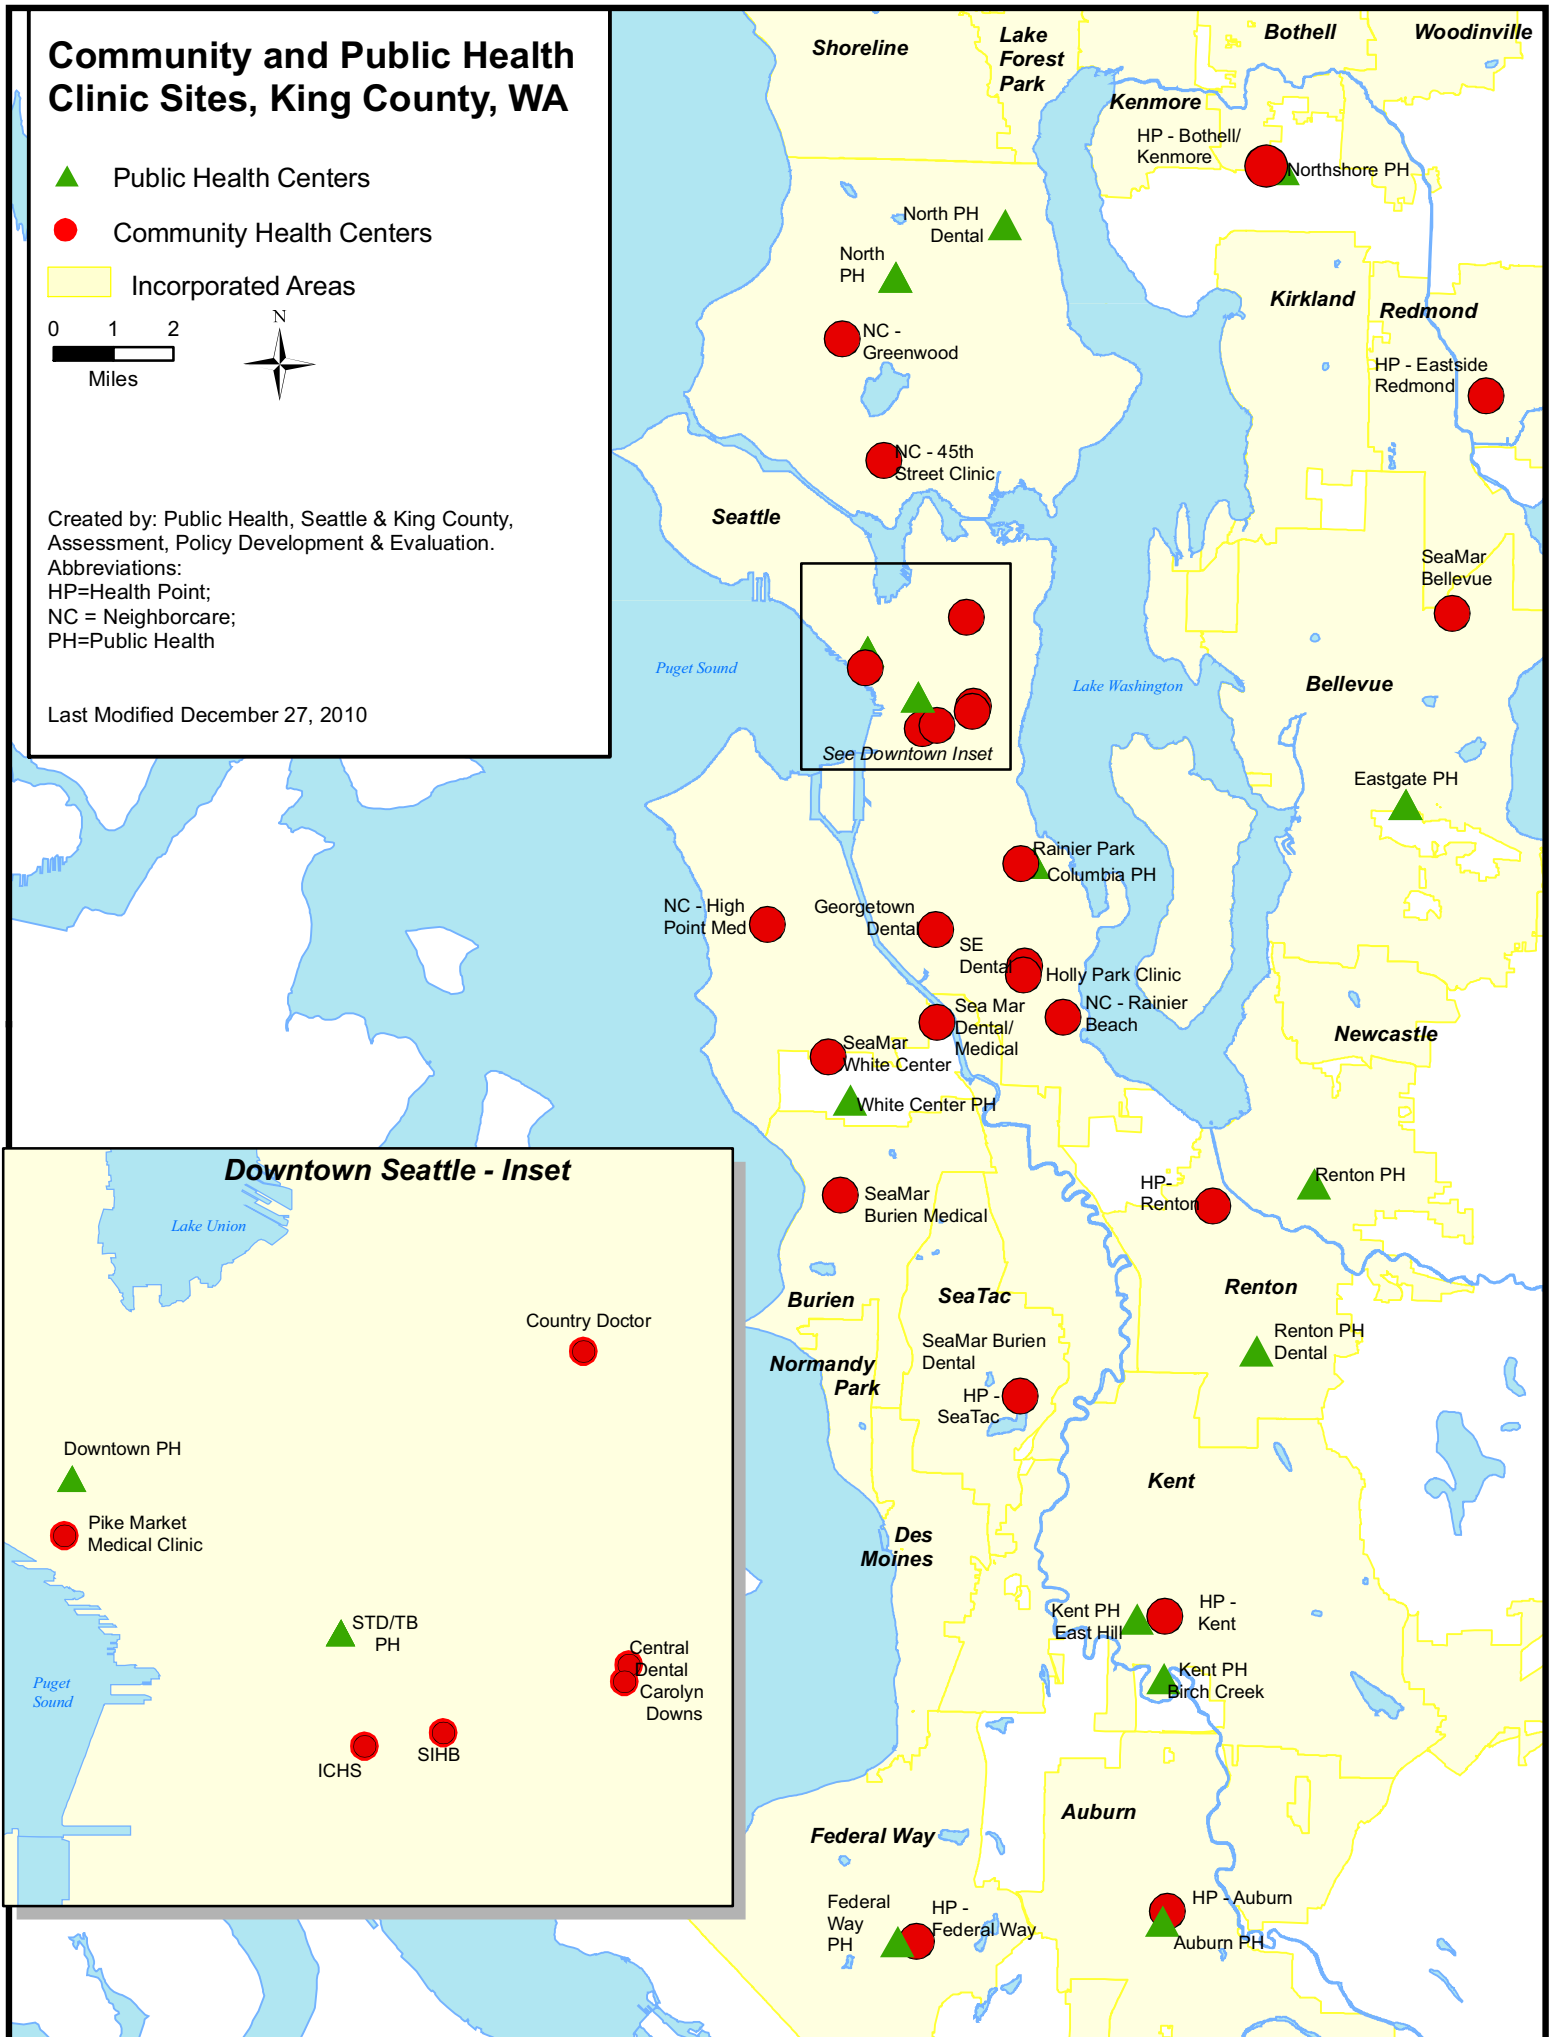 Community and Public Health
Clinic Sites, King County, WA
Public Health Centers
Community Health Centers
Incorporated Areas
0 1 2
Miles
N
Created by: Public Health, Seattle & King County,
Assessment, Policy Development & Evaluation.
Abbreviations:
HP=Health Point;
NC = Neighborcare;
PH=Public Health
Last Modified December 27, 2010
Shoreline
Lake
Forest
Park
Bothell
Woodinville
Kenmore
HP - Bothell/
Kenmore
Northshore PH
North PH
Dental
North
PH
Kirkland
Redmond
NC -
Greenwood
HP - Eastside
Redmond
NC - 45th
Street Clinic
Seattle
SeaMar
Bellevue
Puget Sound
Lake Washington
Bellevue
See Downtown Inset
Eastgate PH
Rainier Park
Columbia PH
NC - High
Point Med
Georgetown
Dental
SE
Dental
Holly Park Clinic
NC - Rainier
Beach
Sea Mar
Dental/
Medical
Newcastle
SeaMar
White Center
White Center PH
Renton PH
HP-
Renton
SeaMar
Burien Medical
Renton
Burien
SeaTac
Renton PH
Dental
SeaMar Burien
Dental
Normandy
Park
HP -
SeaTac
Kent
Des
Moines
Kent PH
East Hill
HP -
Kent
Kent PH
Birch Creek
Auburn
Federal Way
HP - Auburn
Auburn PH
Federal
Way
PH
HP -
Federal Way
Downtown Seattle - Inset
Lake Union
Country Doctor
Downtown PH
Pike Market
Medical Clinic
STD/TB
PH
Central
Dental
Carolyn
Downs
Puget
Sound
SIHB
ICHS